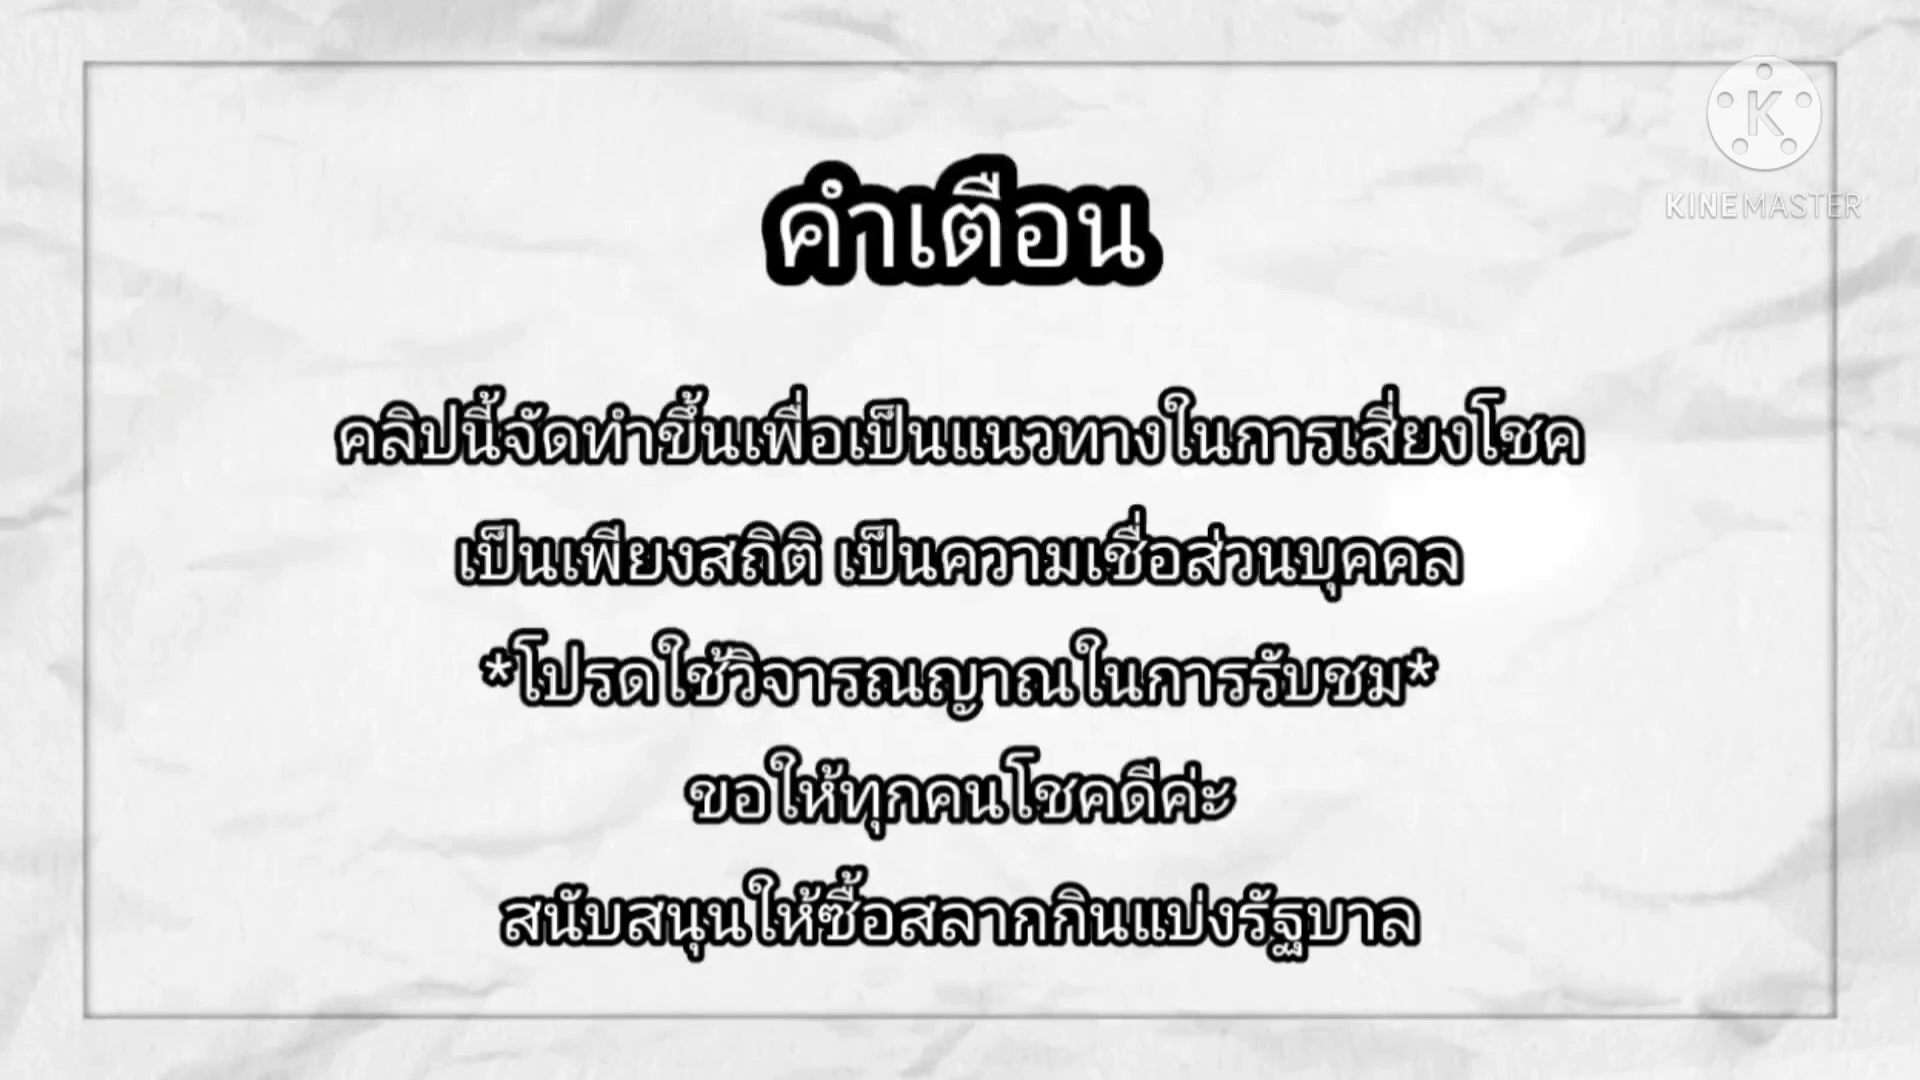 คำเตือน
คลิปนี้จัดทำขึ้นเพื่อเป็นแนวทางในการเสี่ยงโชค
เป็นเพียงสถิติ เป็นความเชื่อส่วนบุคคล
*โปรดใช้วิจารณญาณในการรับชม*
ขอให้ทุกคนโชคดีค่ะ
สนับสนุนให้ซื้อสลากกินแบ่งรัฐบาล
K
KINEMASTER